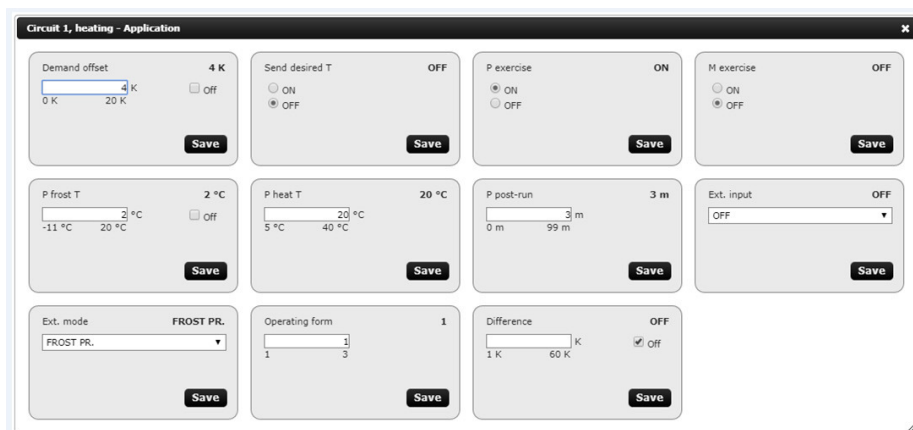 Circuit 1, heating - Application
Demand offset 4 K
4 K Off
0 K 20 K
Save
Send desired T OFF
ON
OFF
Save
P exercise ON
ON
OFF
Save
M exercise OFF
ON
OFF
Save
P frost T 2 °C
2 °C Off
-11 °C 20 °C
Save
P heat T 20 °C
20 °C
5 °C 40 °C
Save
P post-run 3 m
3 m
0 m 99 m
Save
Ext. input OFF
OFF
Save
Ext. mode FROST PR.
FROST PR.
Save
Operating form 1
1
1 3
Save
Difference OFF
K Off
1 K 60 K
Save